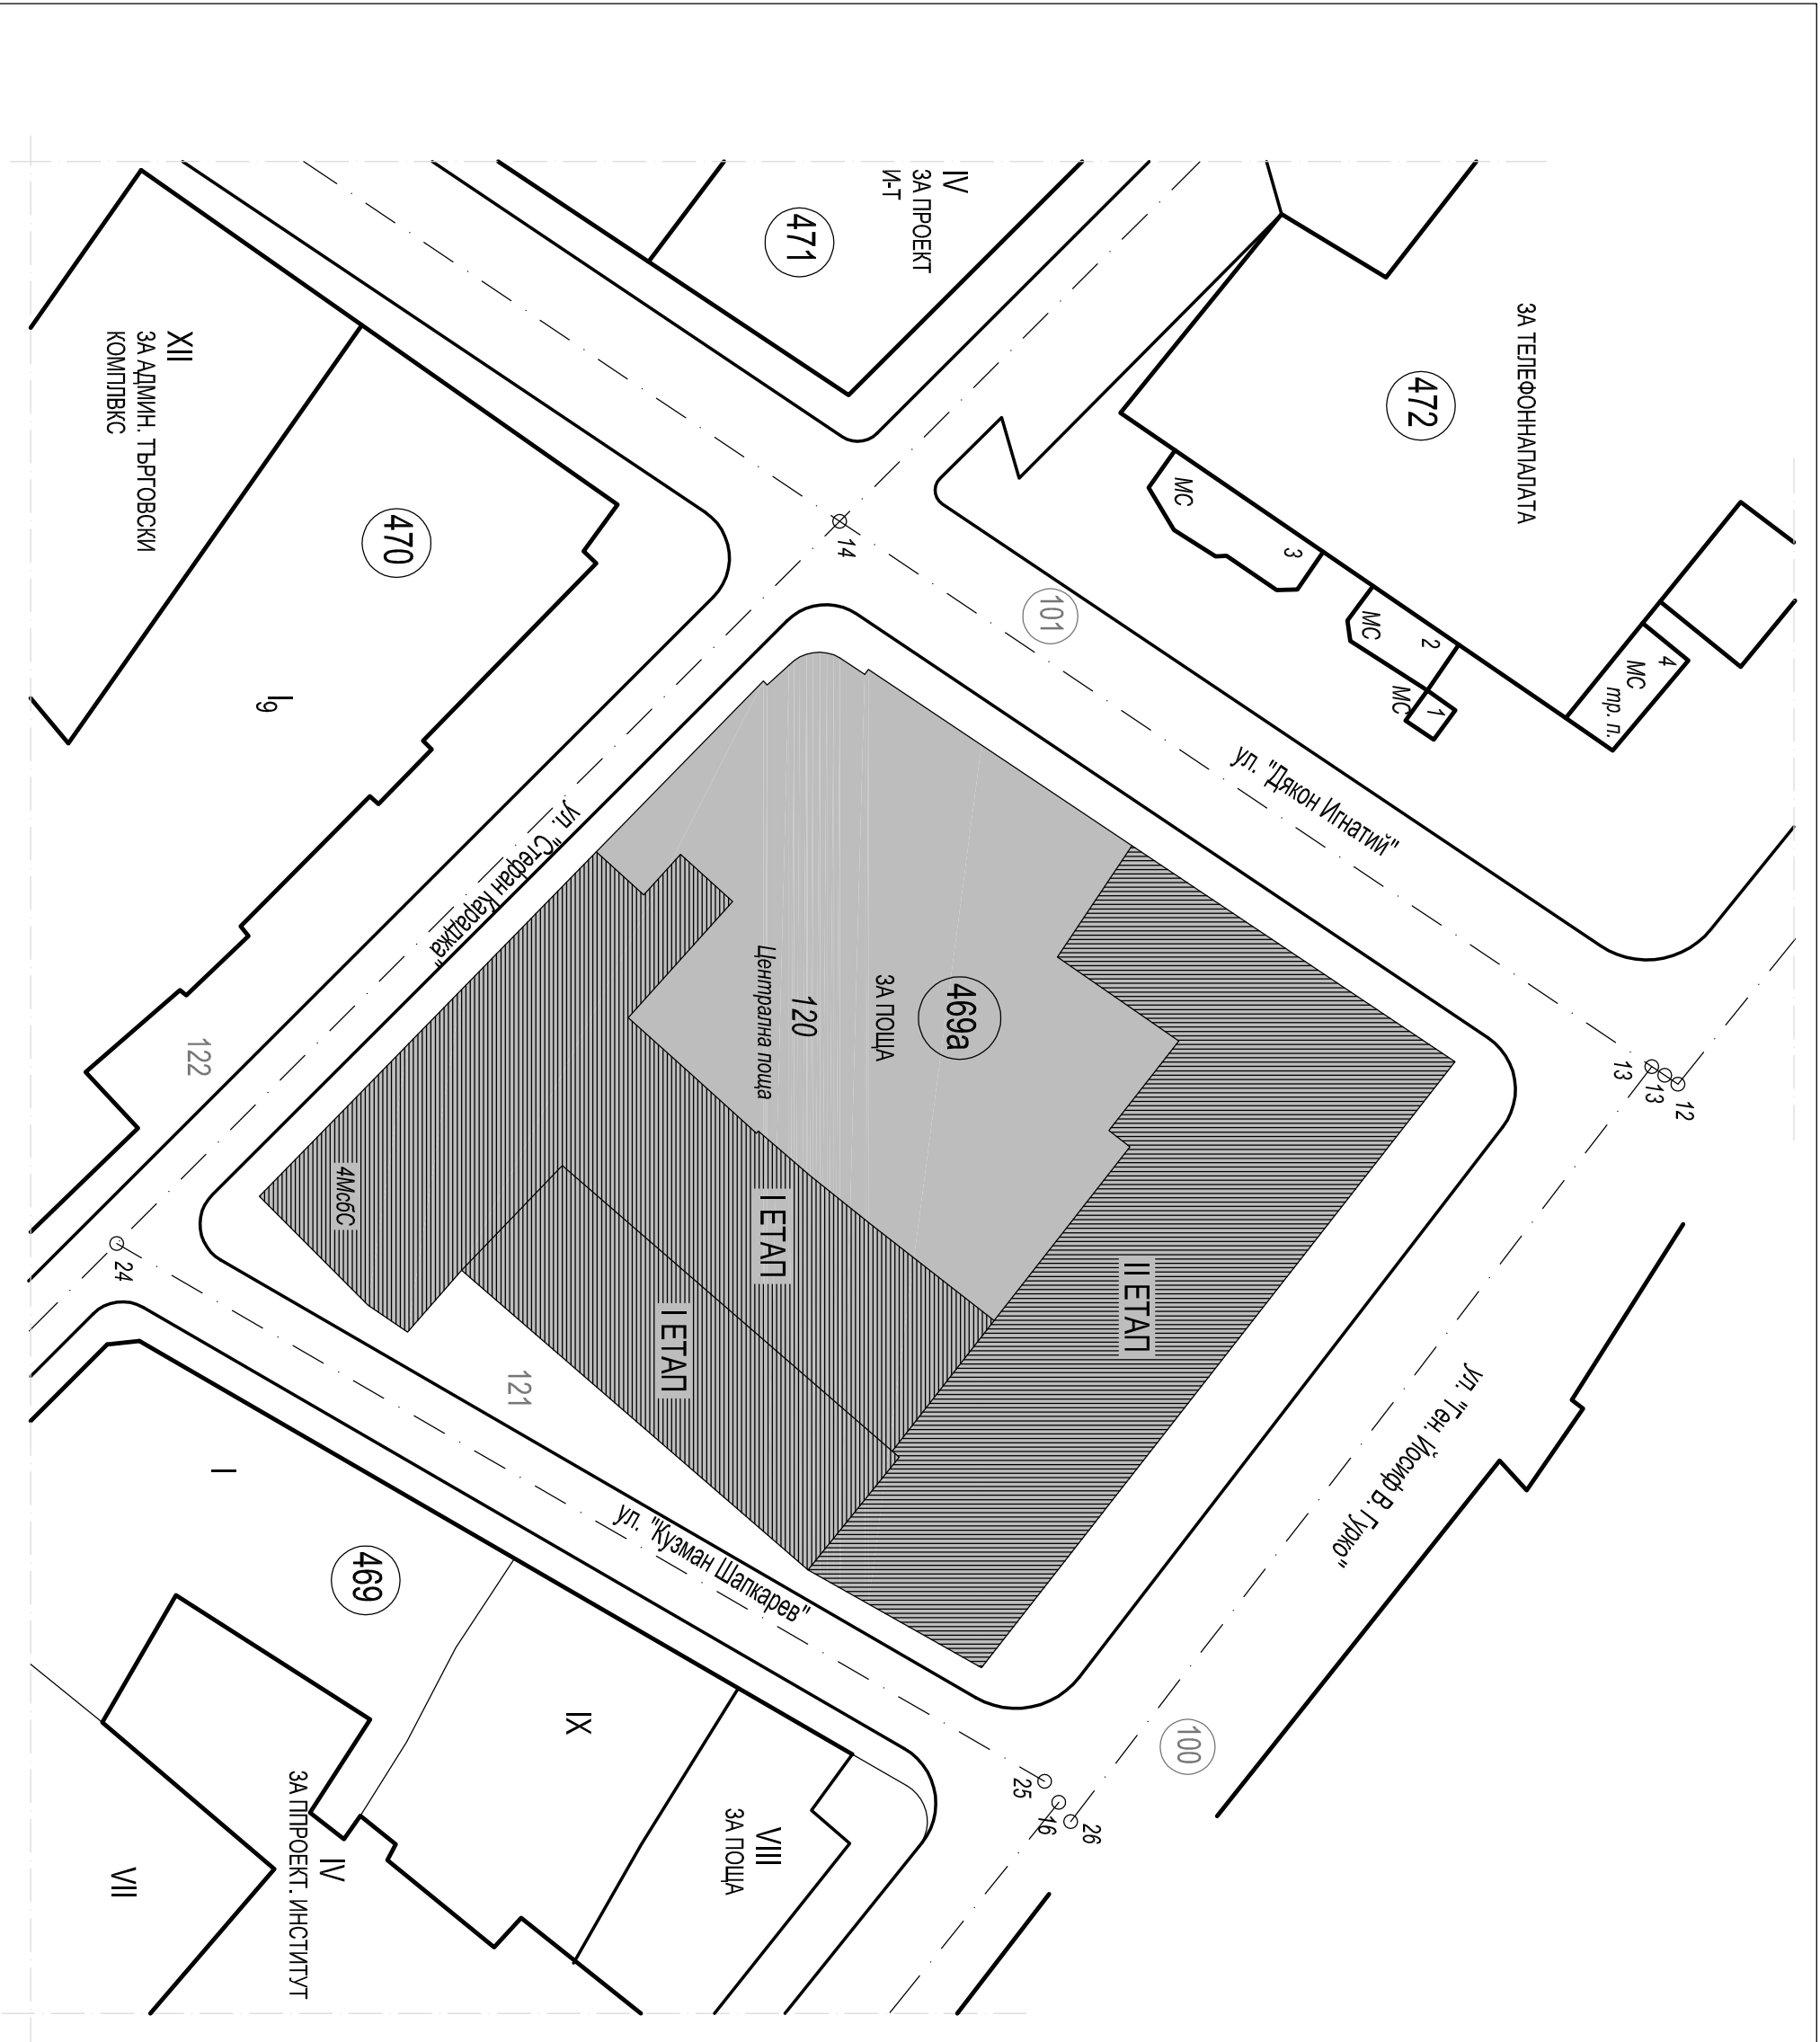 ЗА ТЕЛЕФОННАПАЛАТА
472
4
МС
тр. п.
2
МС
1
МС
3
МС
IV
ЗА ПРОЕКТ
И-Т
471
14
101
ул. "Дякон Игнатий"
12
13
13
XII
ЗА АДМИН. ТЪРГОВСКИ
КОМПЛВКС
470
I9
ул. "Стефан Караджа"
122
469а
ЗА ПОЩА
120
Централна поща
II ЕТАП
I ЕТАП
I ЕТАП
4МсбС
24
121
ул. "Ген. Йосиф В. Гурко"
100
26
16
25
ул. "Кузман Шапкарев"
I
469
IX
VIII
ЗА ПОЩА
IV
ЗА ППРОЕКТ. ИНСТИТУТ
VII